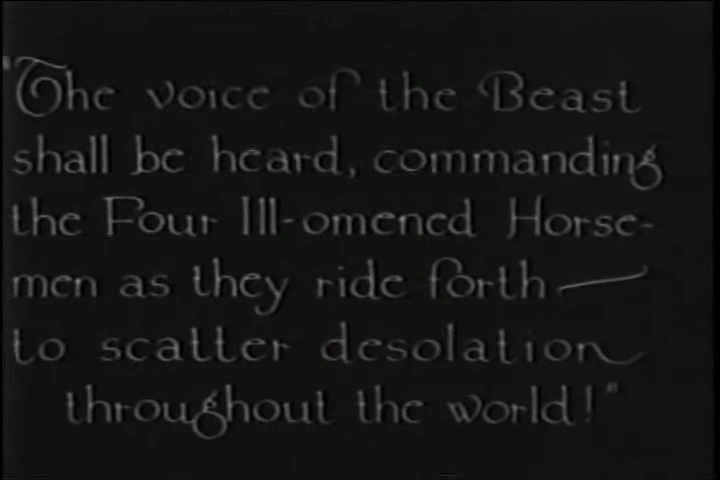 "The voice of the Beast
shall be heard, commanding
the Four Ill-omened Horse-
men as they ride forth—
to scatter desolation
throughout the world!"